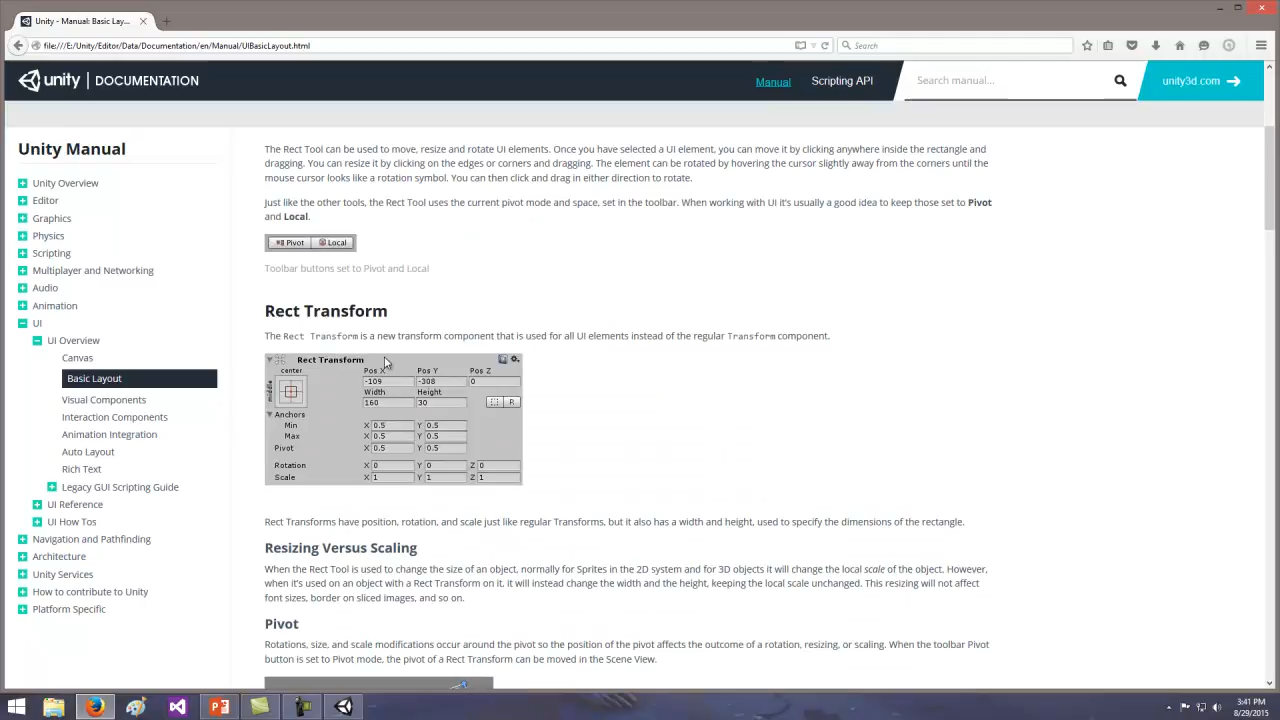 Unity - Manual: Basic Lay...
file:///E:/Unity/Editor/Data/Documentation/en/Manual/UIBasicLayout.html
Search
unity | DOCUMENTATION
Manual
Scripting API
Search manual...
unity3d.com
Unity Manual
Unity Overview
Editor
Graphics
Physics
Scripting
Multiplayer and Networking
Audio
Animation
UI
UI Overview
Canvas
Basic Layout
Visual Components
Interaction Components
Animation Integration
Auto Layout
Rich Text
Legacy GUI Scripting Guide
UI Reference
UI How Tos
Navigation and Pathfinding
Architecture
Unity Services
How to contribute to Unity
Platform Specific
The Rect Tool can be used to move, resize and rotate UI elements. Once you have selected a UI element, you can move it by clicking anywhere inside the rectangle and
dragging. You can resize it by clicking on the edges or corners and dragging. The element can be rotated by hovering the cursor slightly away from the corners until the
mouse cursor looks like a rotation symbol. You can then click and drag in either direction to rotate.
Just like the other tools, the Rect Tool uses the current pivot mode and space, set in the toolbar. When working with UI it's usually a good idea to keep those set to Pivot
and Local.
Pivot Local
Toolbar buttons set to Pivot and Local
Rect Transform
The Rect Transform is a new transform component that is used for all UI elements instead of the regular Transform component.
Rect Transform
center Pos X Pos Y Pos Z
middle -109 -308 0
Width Height
160 30 R
Anchors
Min X 0.5 Y 0.5
Max X 0.5 Y 0.5
Pivot X 0.5 Y 0.5
Rotation X 0 Y 0 Z 0
Scale X 1 Y 1 Z 1
Rect Transforms have position, rotation, and scale just like regular Transforms, but it also has a width and height, used to specify the dimensions of the rectangle.
Resizing Versus Scaling
When the Rect Tool is used to change the size of an object, normally for Sprites in the 2D system and for 3D objects it will change the local scale of the object. However,
when it's used on an object with a Rect Transform on it, it will instead change the width and the height, keeping the local scale unchanged. This resizing will not affect
font sizes, border on sliced images, and so on.
Pivot
Rotations, size, and scale modifications occur around the pivot so the position of the pivot affects the outcome of a rotation, resizing, or scaling. When the toolbar Pivot
button is set to Pivot mode, the pivot of a Rect Transform can be moved in the Scene View.
3:41 PM
8/29/2015